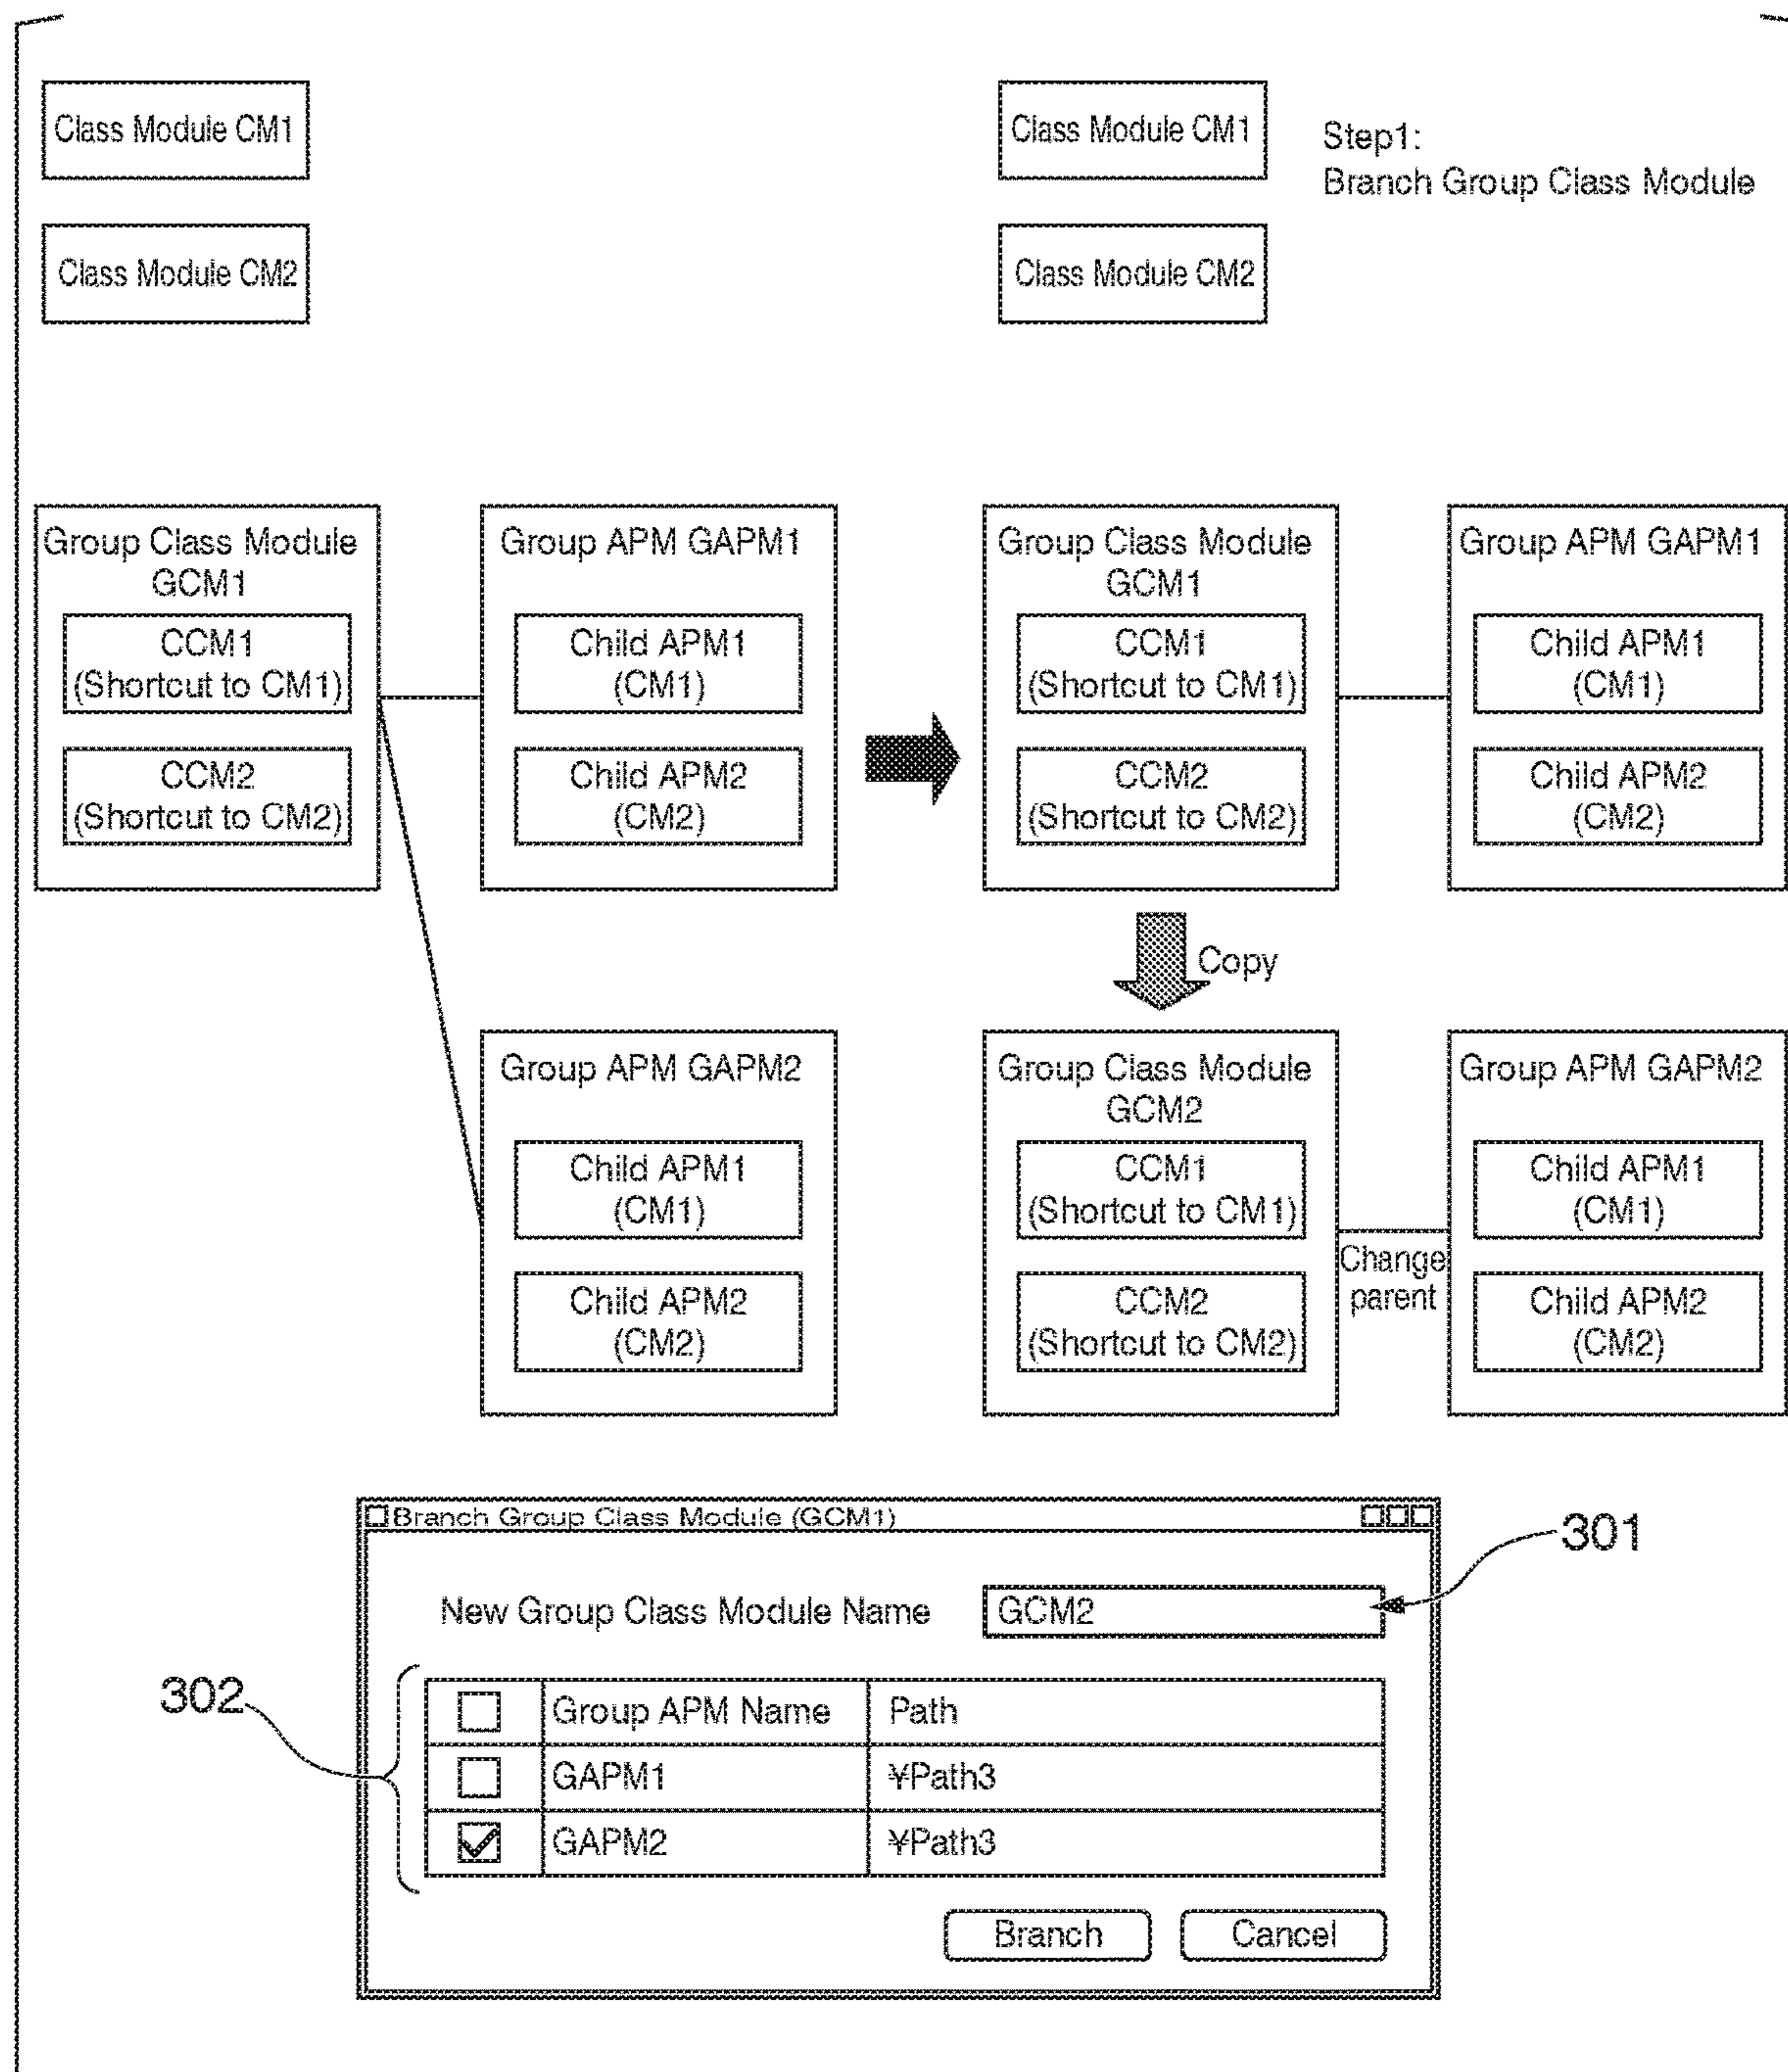 Class Module CM1
Class Module CM2
Class Module CM1
Step1:
Branch Group Class Module
Class Module CM2
Group Class Module
GCM1
CCM1
(Shortcut to CM1)
CCM2
(Shortcut to CM2)
Group APM GAPM1
Child APM1
(CM1)
Child APM2
(CM2)
Group APM GAPM2
Child APM1
(CM1)
Child APM2
(CM2)
Group Class Module
GCM1
CCM1
(Shortcut to CM1)
CCM2
(Shortcut to CM2)
Group APM GAPM1
Child APM1
(CM1)
Child APM2
(CM2)
Copy
Group Class Module
GCM2
CCM1
(Shortcut to CM1)
CCM2
(Shortcut to CM2)
Change
parent
Group APM GAPM2
Child APM1
(CM1)
Child APM2
(CM2)
Branch Group Class Module (GCM1)
301
New Group Class Module Name GCM2
302
Group APM Name Path
GAPM1 ¥Path3
GAPM2 ¥Path3
Branch Cancel